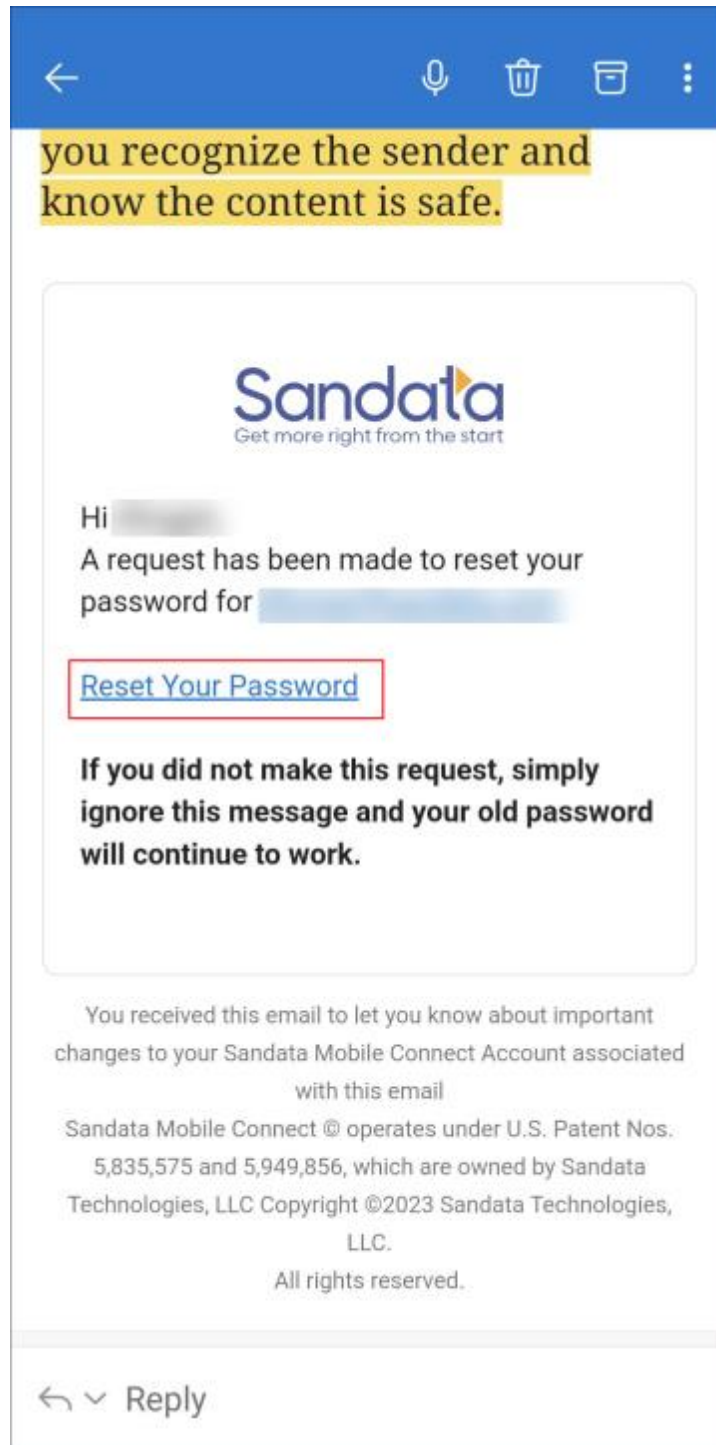 you recognize the sender and
know the content is safe.
Sandata
Get more right from the start
Hi
A request has been made to reset your
password for
Reset Your Password
If you did not make this request, simply
ignore this message and your old password
will continue to work.
You received this email to let you know about important
changes to your Sandata Mobile Connect Account associated
with this email
Sandata Mobile Connect © operates under U.S. Patent Nos.
5,835,575 and 5,949,856, which are owned by Sandata
Technologies, LLC Copyright ©2023 Sandata Technologies,
LLC.
All rights reserved.
Reply